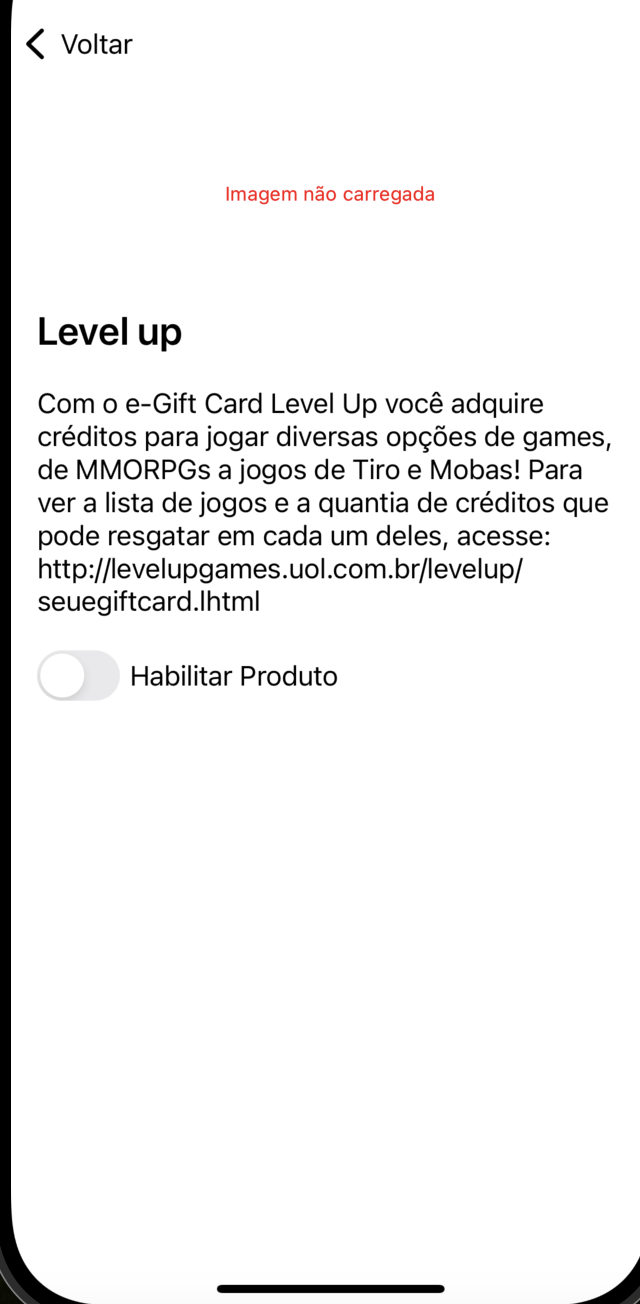 Voltar
Imagem não carregada
Level up
Com o e-Gift Card Level Up você adquire
créditos para jogar diversas opções de games,
de MMORPGs a jogos de Tiro e Mobas! Para
ver a lista de jogos e a quantia de créditos que
pode resgatar em cada um deles, acesse:
http://levelupgames.uol.com.br/levelup/
seuegiftcard.lhtml
Habilitar Produto